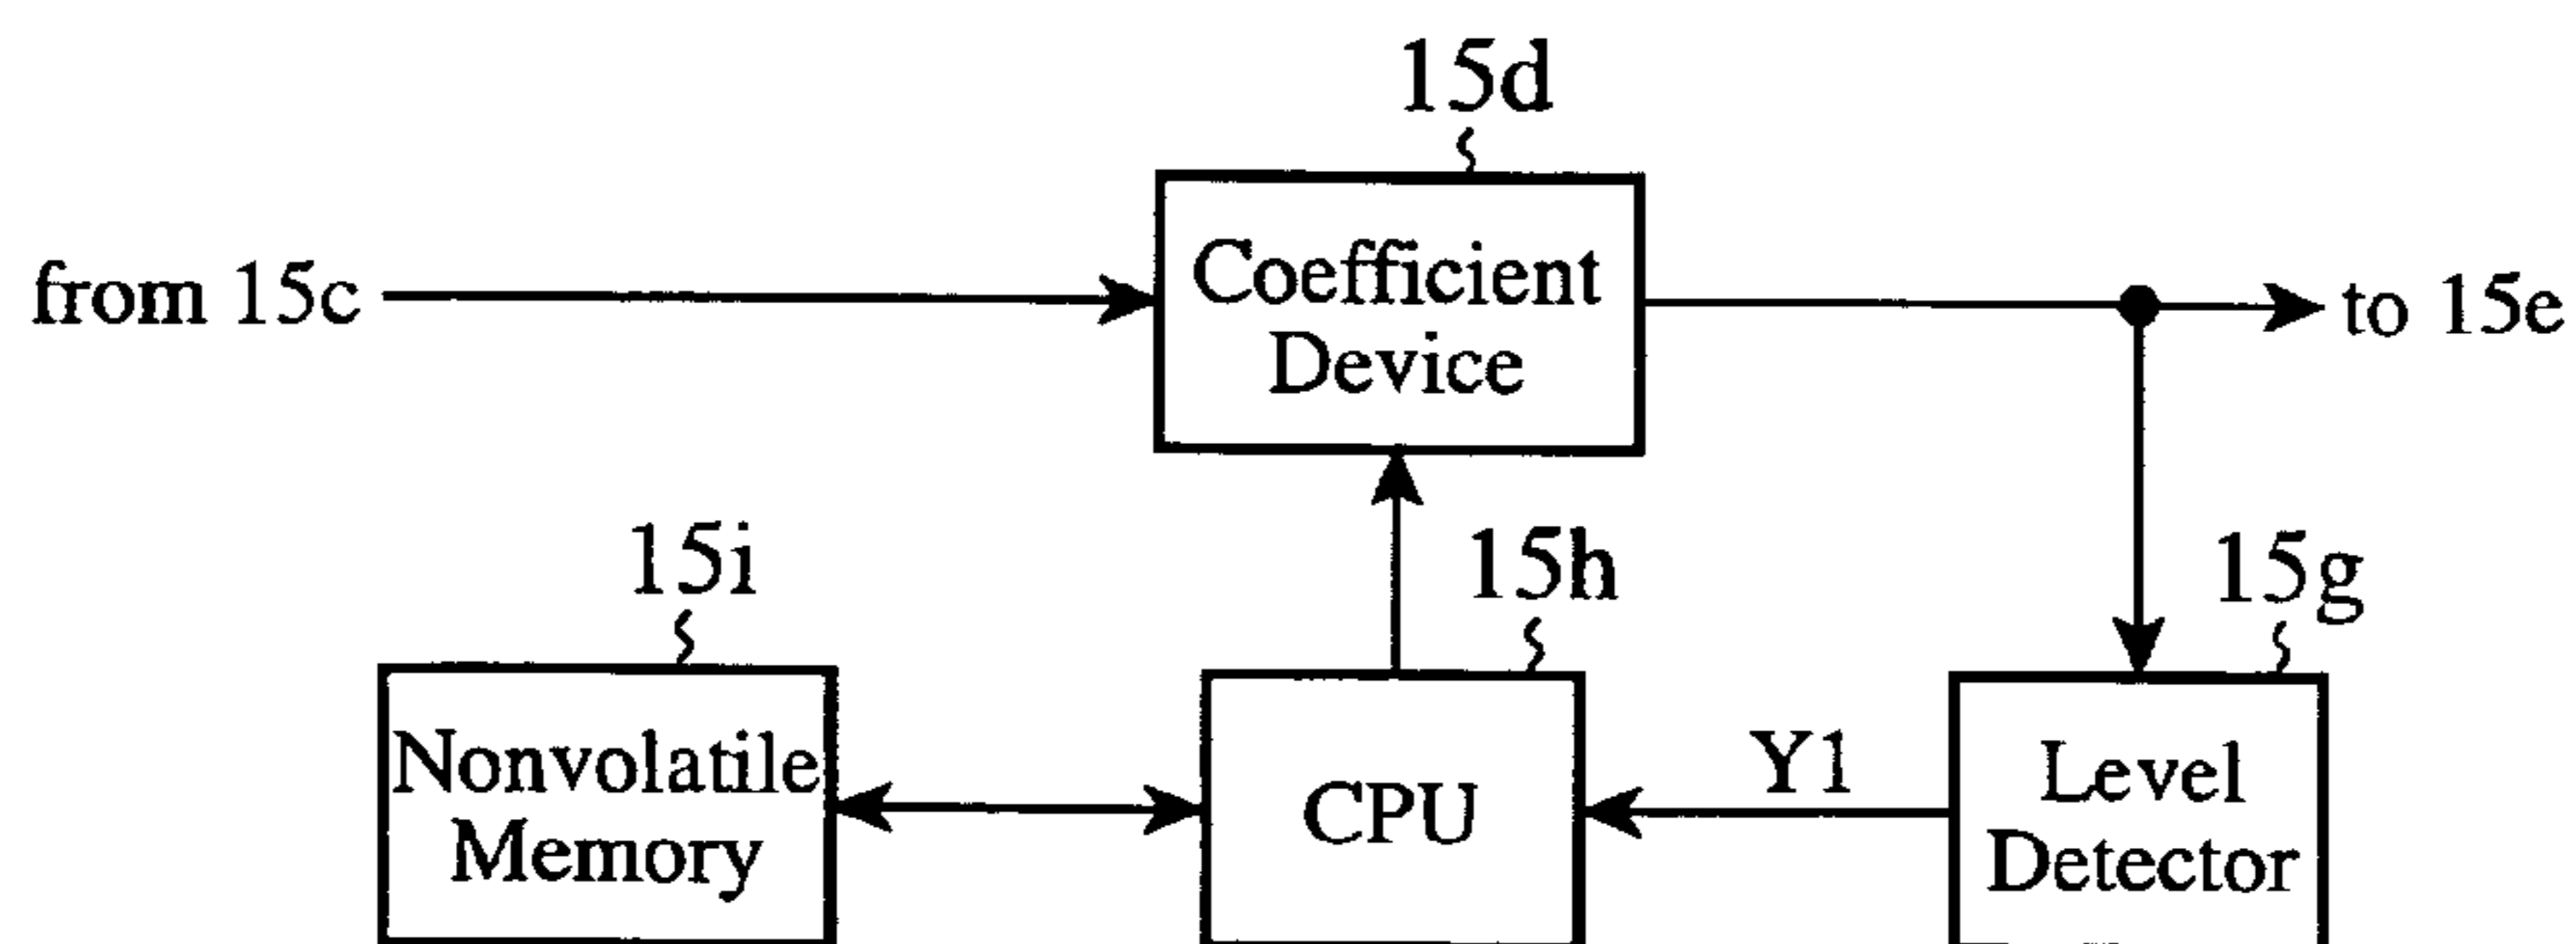 15d
from 15c
Coefficient
Device
to 15e
15i
15h
15g
Nonvolatile
Memory
CPU
Y1
Level
Detector